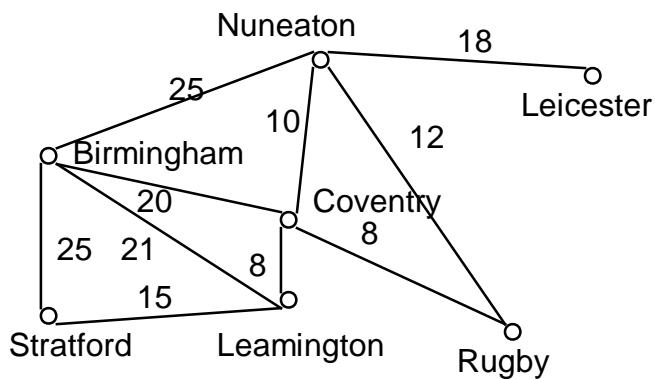 Nuneaton
18
25
Leicester
10
12
Birmingham
20
Coventry
8
25
21
8
15
Stratford
Leamington
Rugby